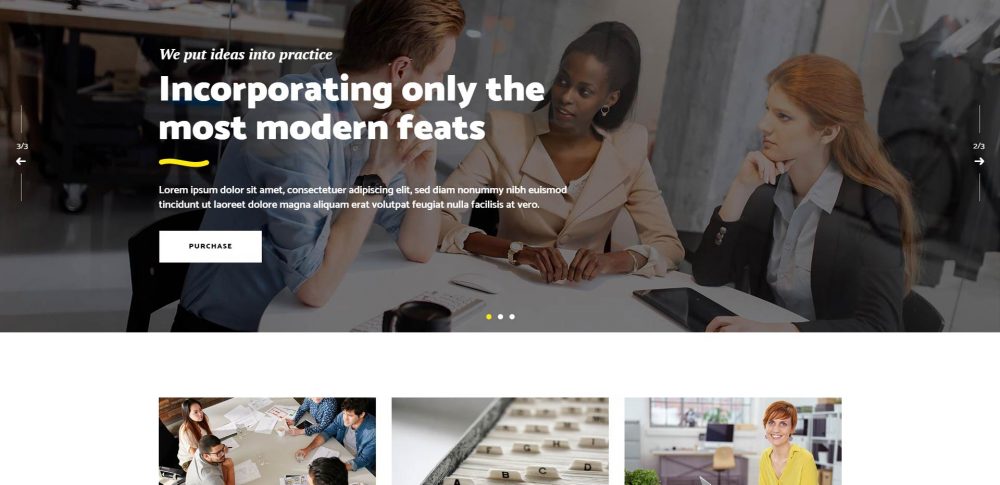 We put ideas into practice
Incorporating only the
most modern feats
3/3
2/3
Lorem ipsum dolor sit amet, consectetuer adipiscing elit, sed diam nonummy nibh euismod
tincidunt ut laoreet dolore magna aliquam erat volutpat feugiat nulla facilisis at vero.
PURCHASE
G H T
A B C D